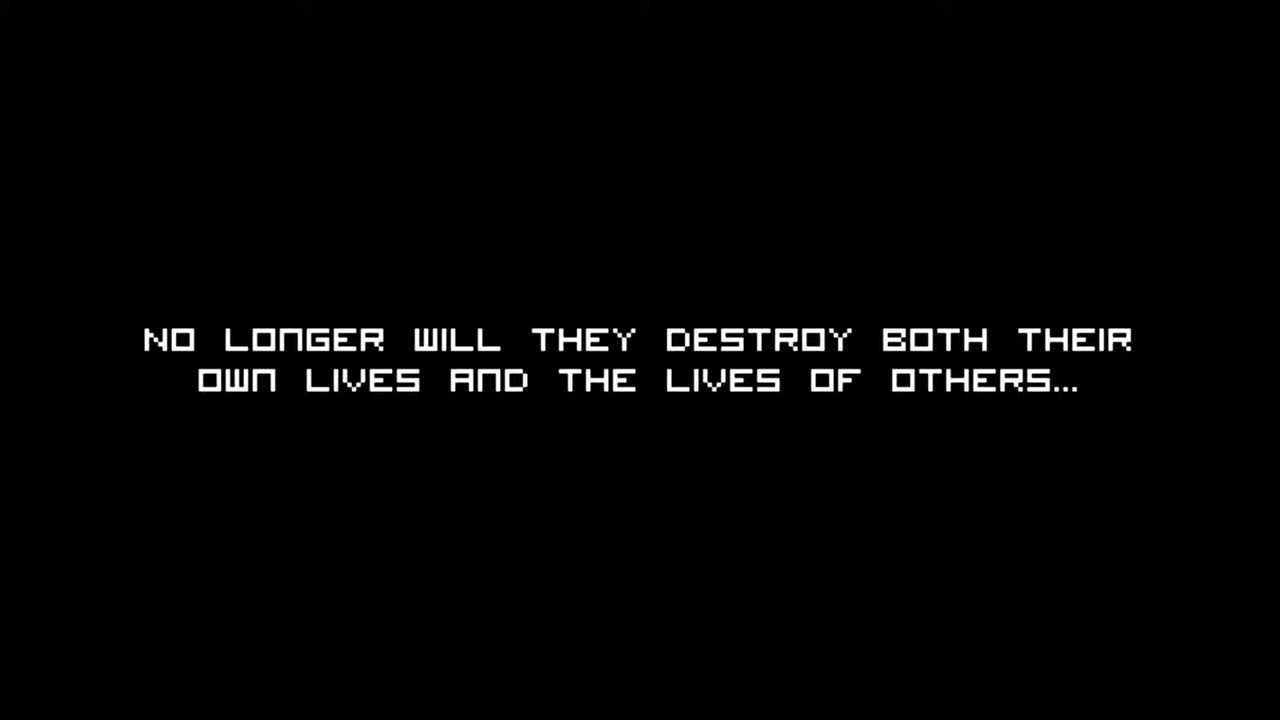 NO LONGER WILL THEY DESTROY BOTH THEIR
OWN LIVES AND THE LIVES OF OTHERS...